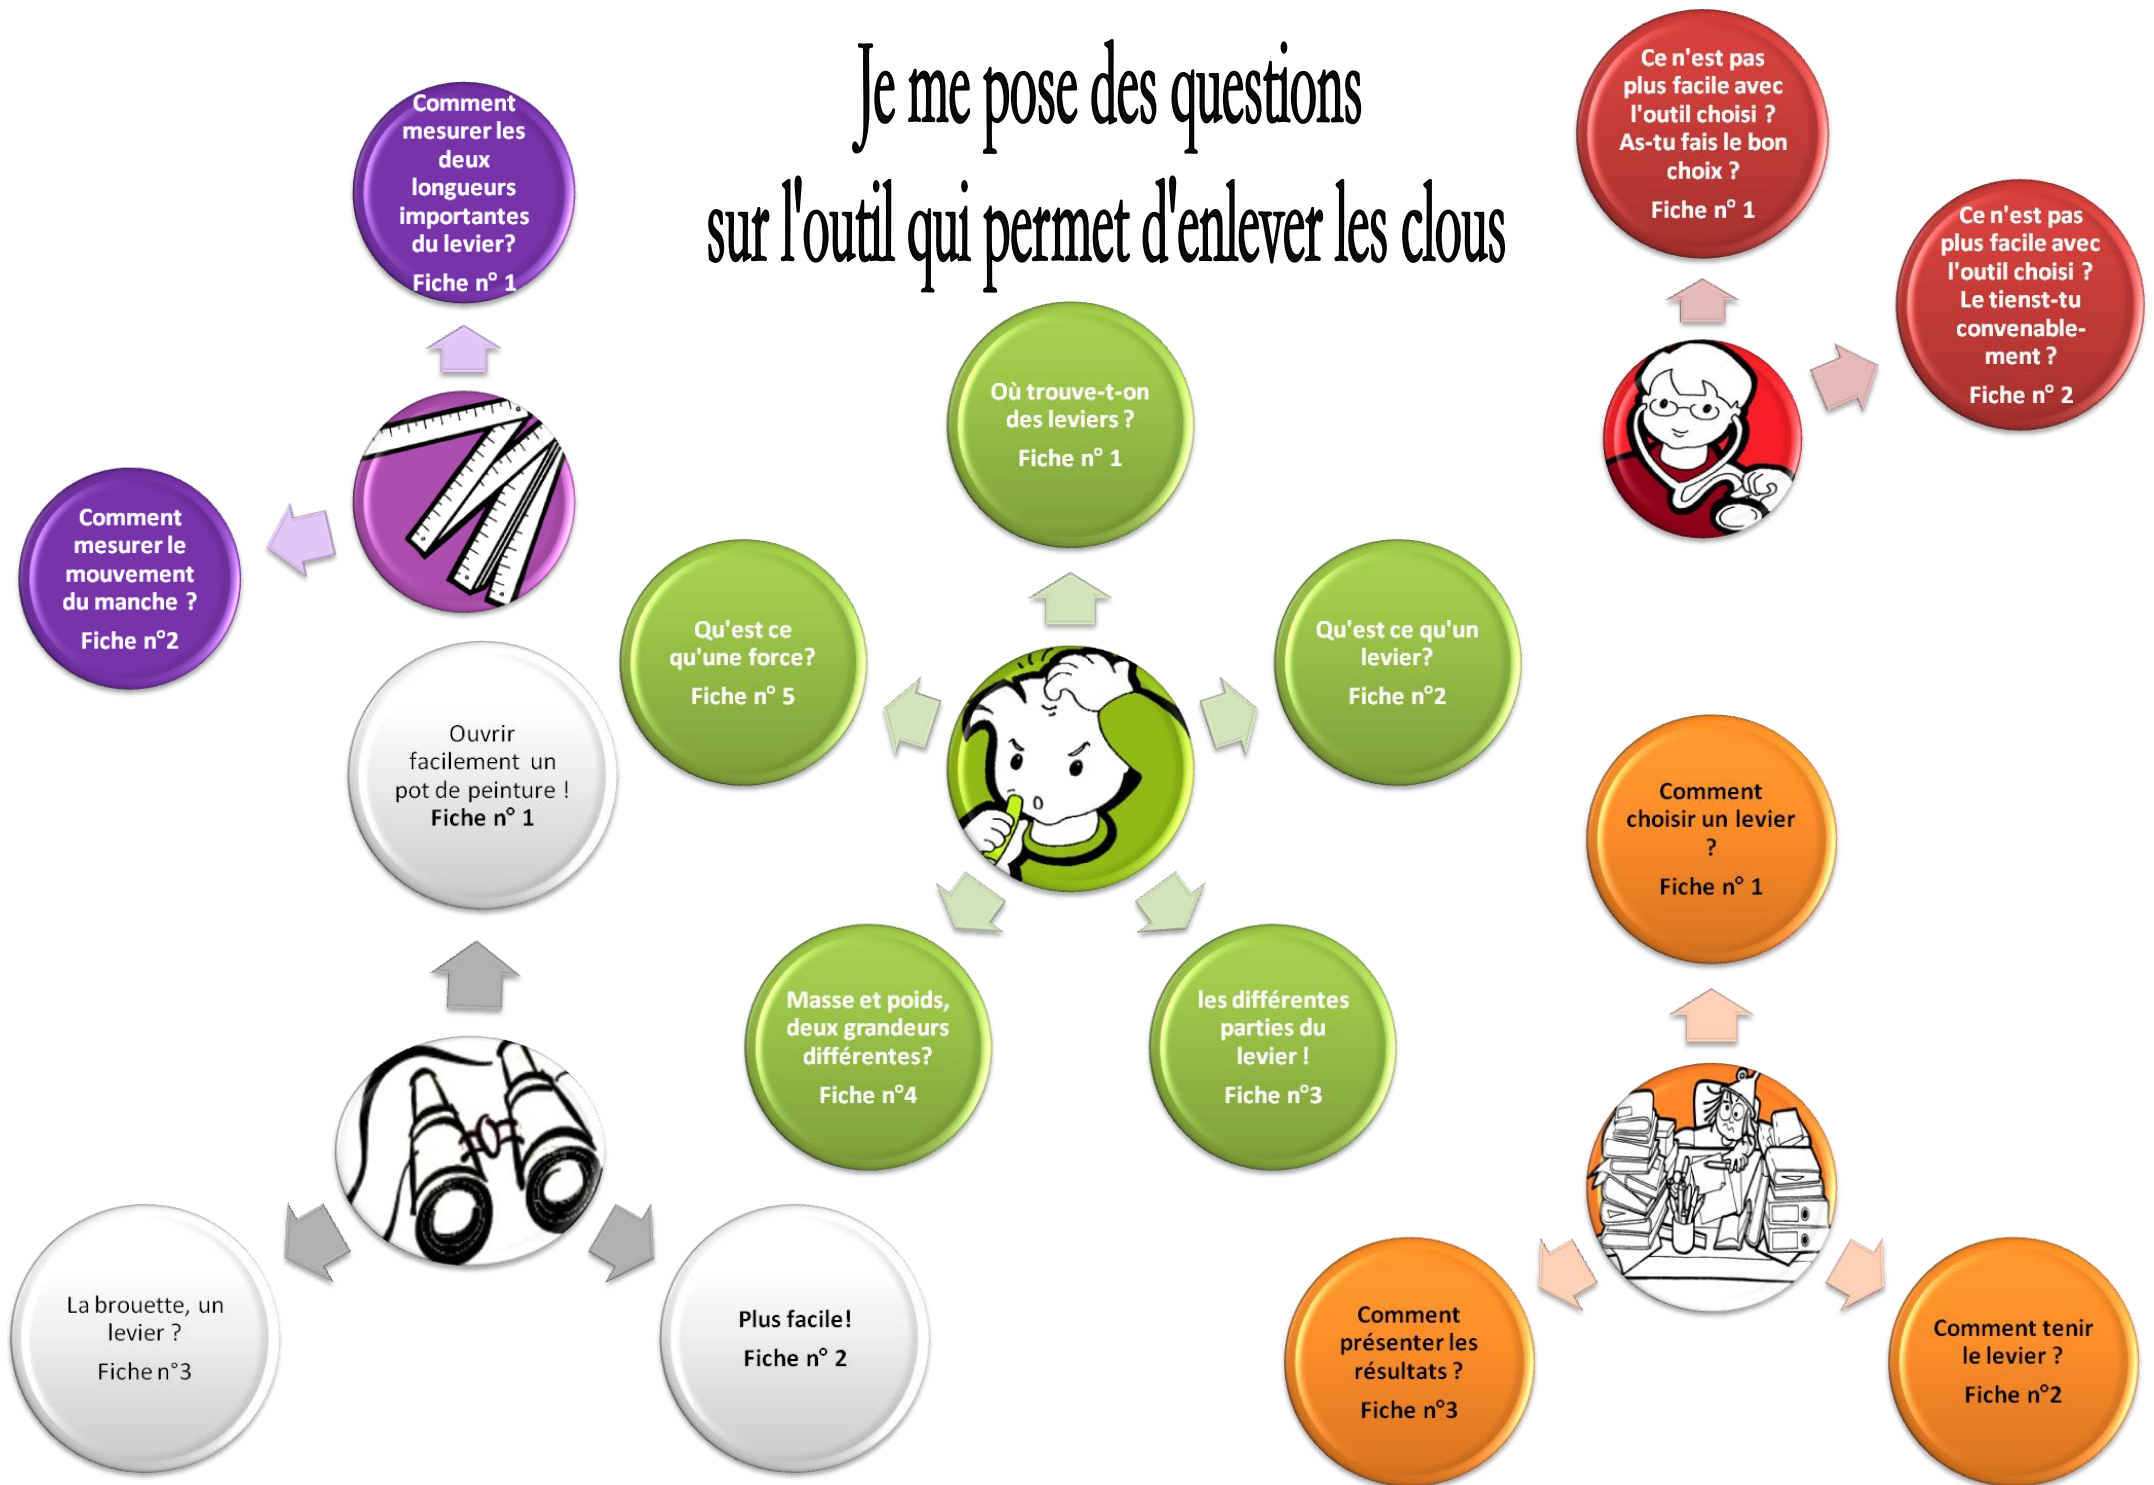 Je me pose des questions
sur l'outil qui permet d'enlever les clous
Comment
mesurer les
deux
longueurs
importantes
du levier?
Fiche n° 1
Comment
mesurer le
mouvement
du manche ?
Fiche n°2
Ce n'est pas
plus facile avec
l'outil choisi ?
As-tu fais le bon
choix ?
Fiche n° 1
Ce n'est pas
plus facile avec
l'outil choisi ?
Le tienst-tu
convenable-
ment ?
Fiche n° 2
Où trouve-t-on
des leviers ?
Fiche n° 1
Qu'est ce
qu'une force?
Fiche n° 5
Qu'est ce qu'un
levier?
Fiche n°2
Masse et poids,
deux grandeurs
différentes?
Fiche n°4
les différentes
parties du
levier !
Fiche n°3
Ouvrir
facilement un
pot de peinture !
Fiche n° 1
La brouette, un
levier ?
Fiche n°3
Plus facile!
Fiche n° 2
Comment
choisir un levier
?
Fiche n° 1
Comment
présenter les
résultats ?
Fiche n°3
Comment tenir
le levier ?
Fiche n°2